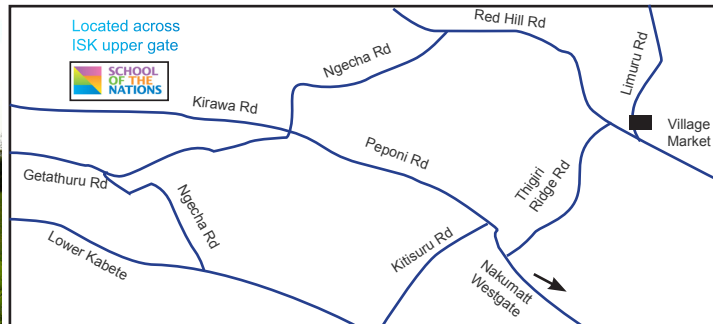 Located across
ISK upper gate
SCHOOL
OF THE
NATIONS
Red Hill Rd
Limuru Rd
Ngecha Rd
Kirawa Rd
Village
Market
Peponi Rd
Thigiri
Ridge Rd
Getathuru Rd
Ngecha Rd
Lower Kabete
Kitisuru Rd
Nakumatt
Westgate